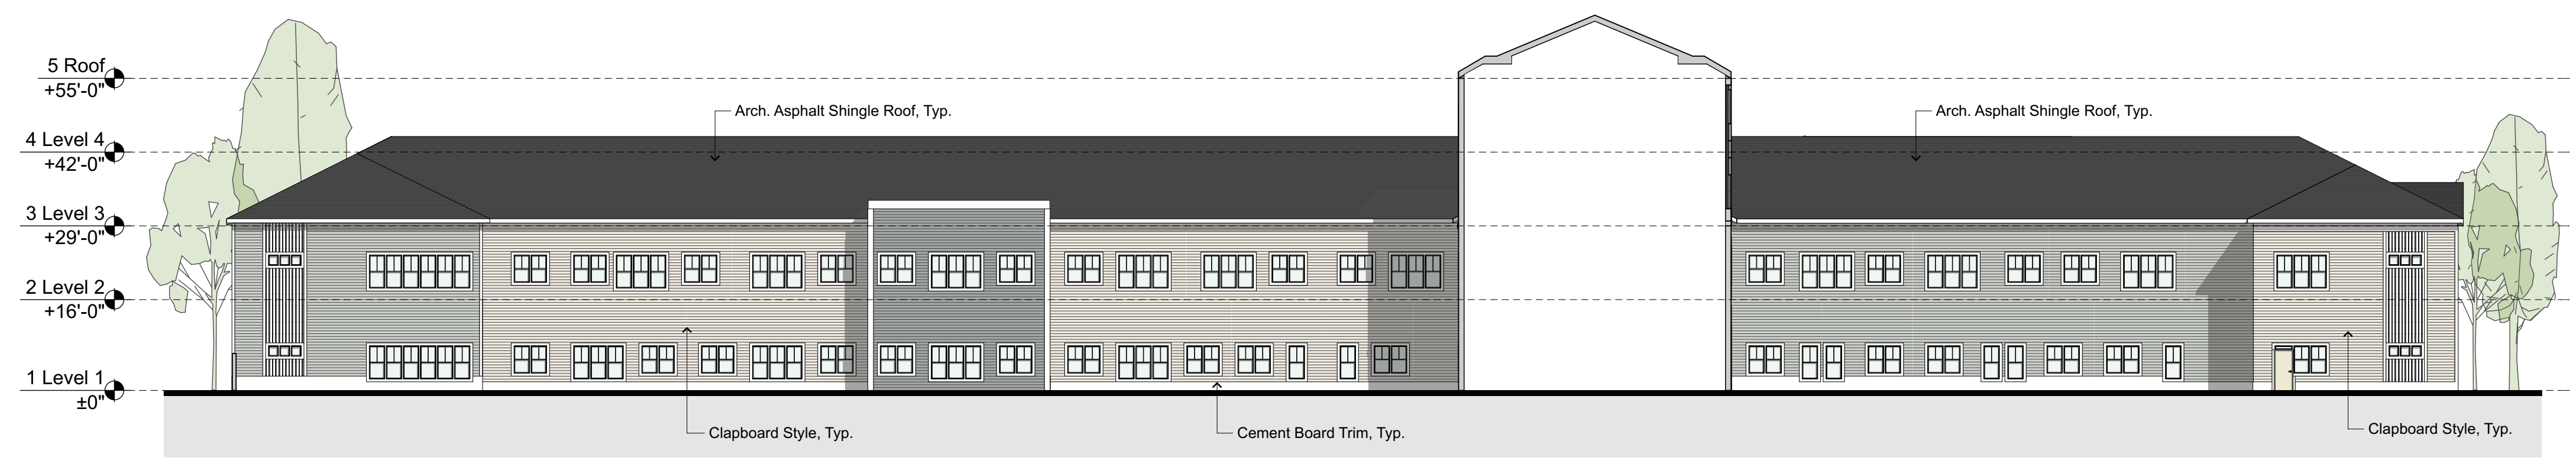 5 Roof
+55'-0"
Arch. Asphalt Shingle Roof, Typ.
Arch. Asphalt Shingle Roof, Typ.
4 Level 4
+42'-0"
3 Level 3
+29'-0"
2 Level 2
+16'-0"
1 Level 1
±0"
Clapboard Style, Typ.
Cement Board Trim, Typ.
Clapboard Style, Typ.